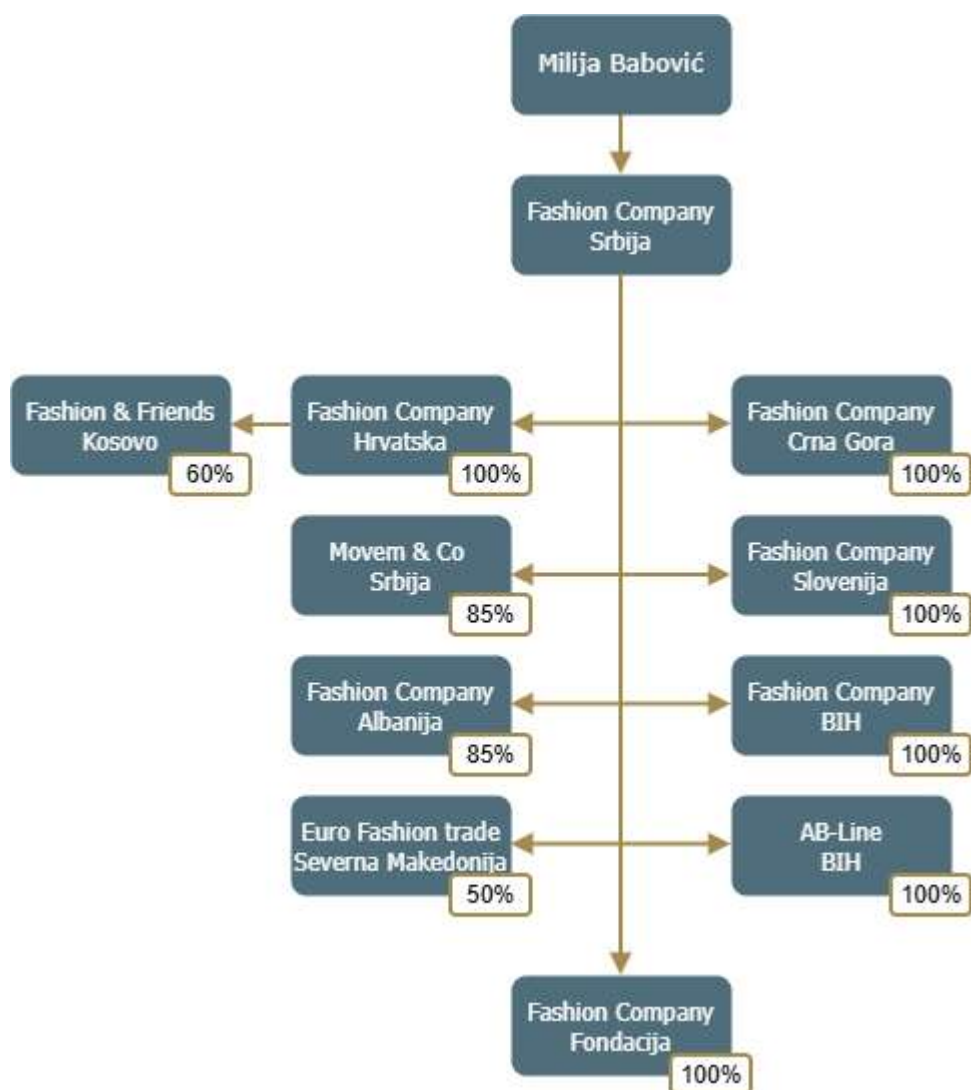 Milija Babović
Fashion Company
Srbija
Fashion & Friends
Kosovo
60%
Fashion Company
Hrvatska
100%
Fashion Company
Crna Gora
100%
Movem & Co
Srbija
85%
Fashion Company
Slovenija
100%
Fashion Company
Albanija
85%
Fashion Company
BIH
100%
Euro Fashion trade
Severna Makedonija
50%
AB-Line
BIH
100%
Fashion Company
Fondacija
100%